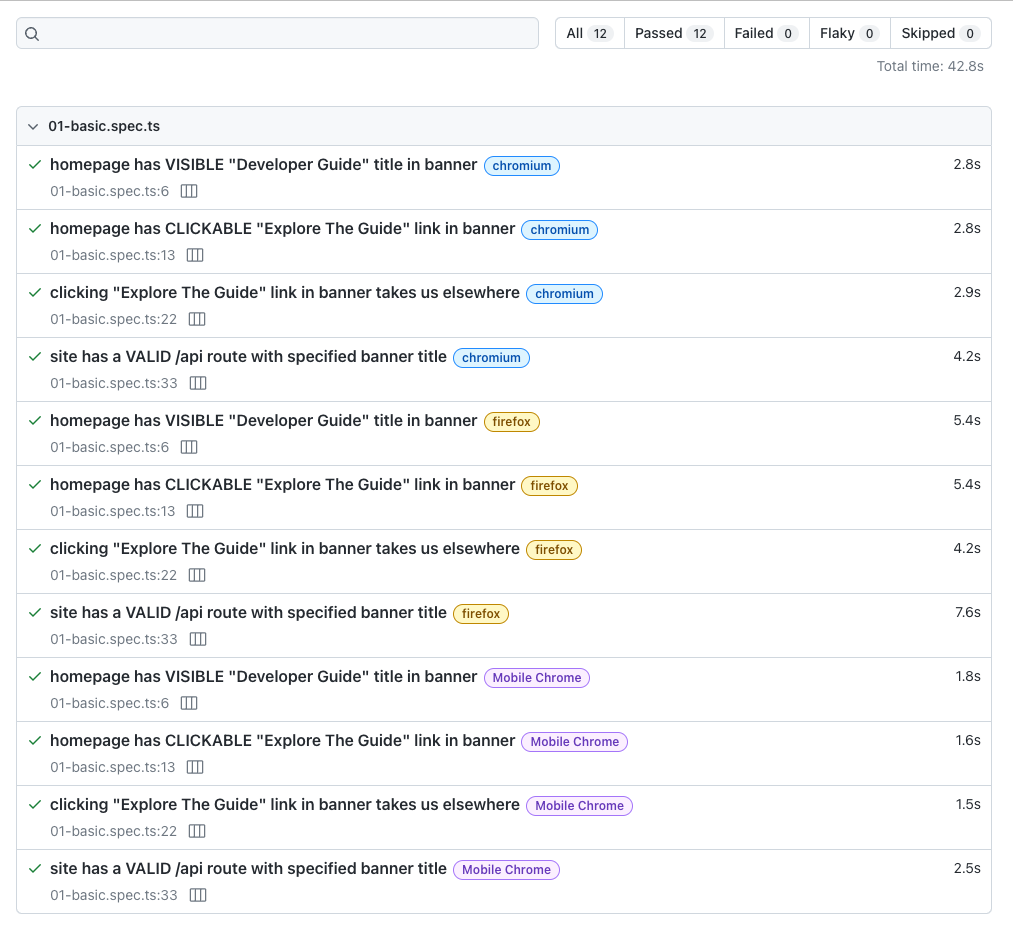 All 12 Passed 12 Failed 0 Flaky 0 Skipped 0
Total time: 42.8s
01-basic.spec.ts
homepage has VISIBLE "Developer Guide" title in banner chromium 2.8s
01-basic.spec.ts:6
homepage has CLICKABLE "Explore The Guide" link in banner chromium 2.8s
01-basic.spec.ts:13
clicking "Explore The Guide" link in banner takes us elsewhere chromium 2.9s
01-basic.spec.ts:22
site has a VALID /api route with specified banner title chromium 4.2s
01-basic.spec.ts:33
homepage has VISIBLE "Developer Guide" title in banner firefox 5.4s
01-basic.spec.ts:6
homepage has CLICKABLE "Explore The Guide" link in banner firefox 5.4s
01-basic.spec.ts:13
clicking "Explore The Guide" link in banner takes us elsewhere firefox 4.2s
01-basic.spec.ts:22
site has a VALID /api route with specified banner title firefox 7.6s
01-basic.spec.ts:33
homepage has VISIBLE "Developer Guide" title in banner Mobile Chrome 1.8s
01-basic.spec.ts:6
homepage has CLICKABLE "Explore The Guide" link in banner Mobile Chrome 1.6s
01-basic.spec.ts:13
clicking "Explore The Guide" link in banner takes us elsewhere Mobile Chrome 1.5s
01-basic.spec.ts:22
site has a VALID /api route with specified banner title Mobile Chrome 2.5s
01-basic.spec.ts:33